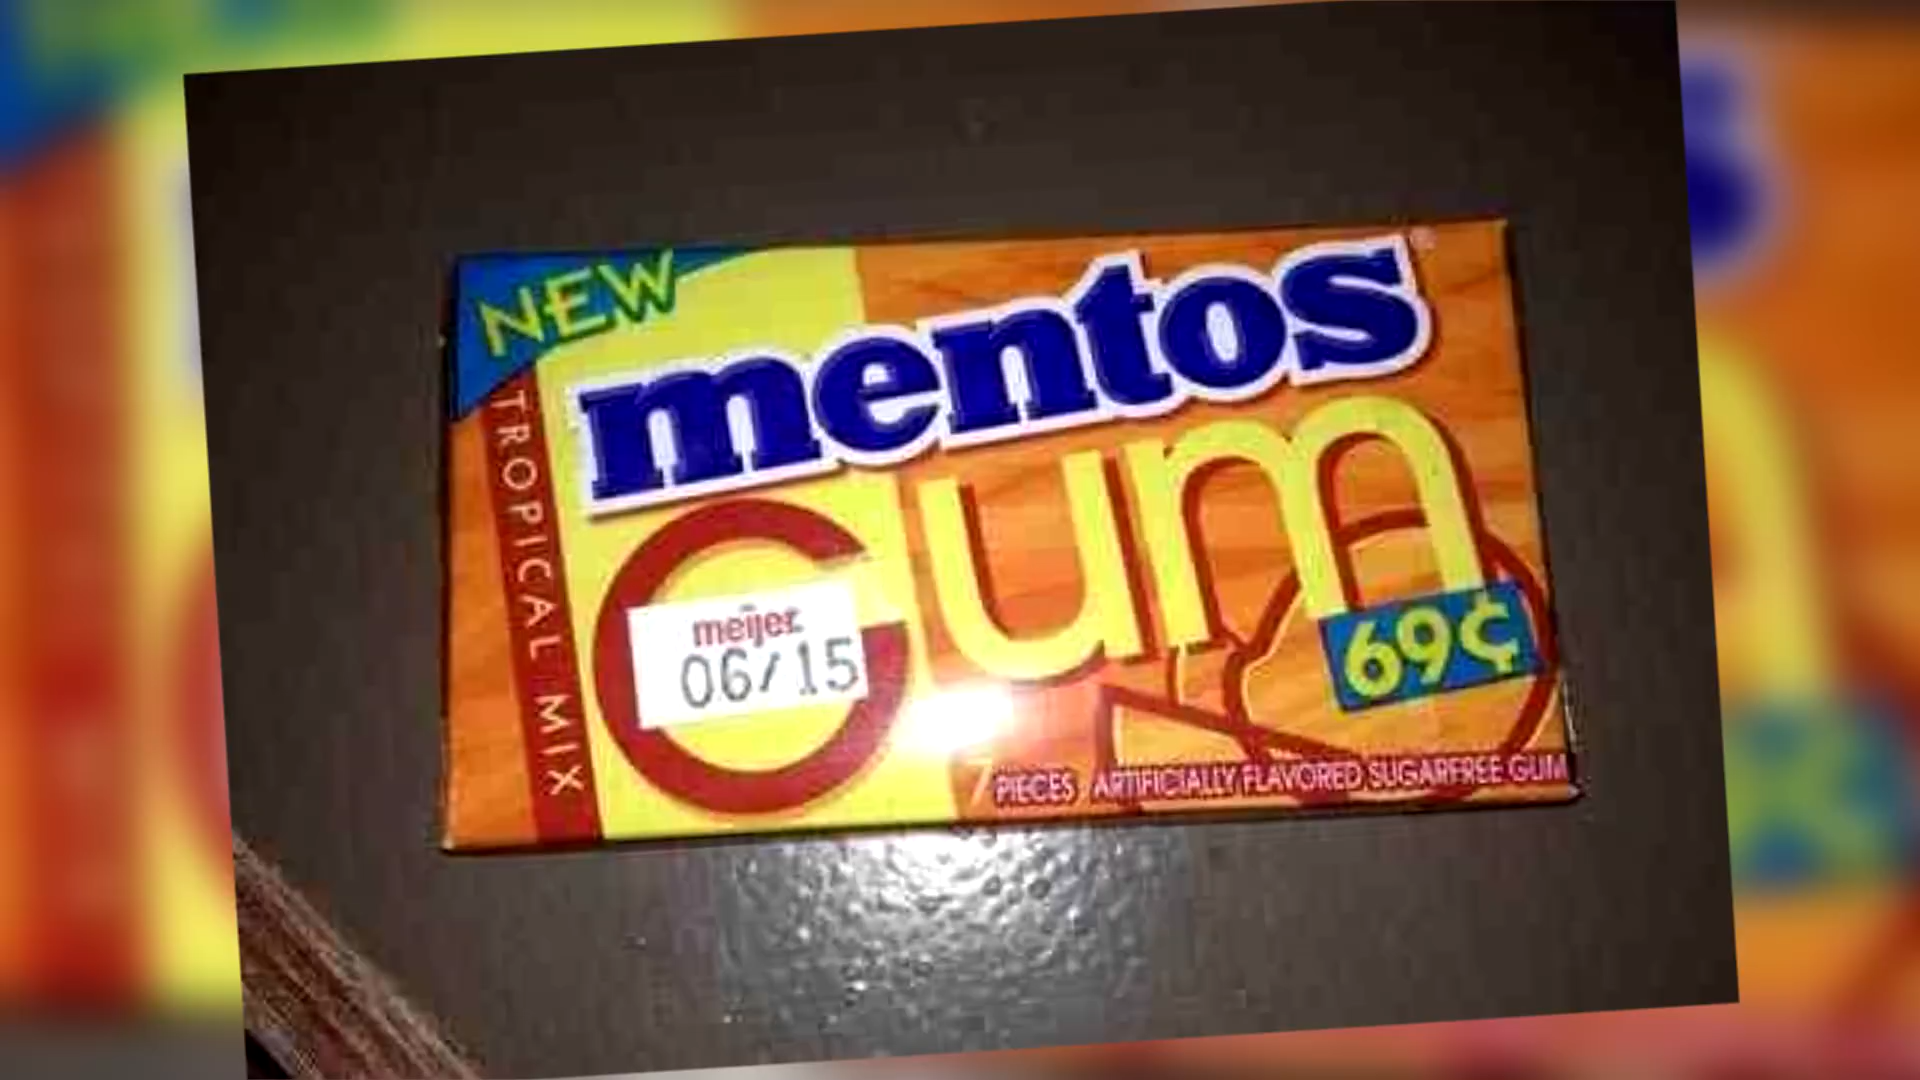 NEW
mentos
Gum
TROPICAL MIX
meijer
06/15
69¢
7 PIECES ARTIFICIALLY FLAVORED SUGARFREE GUM